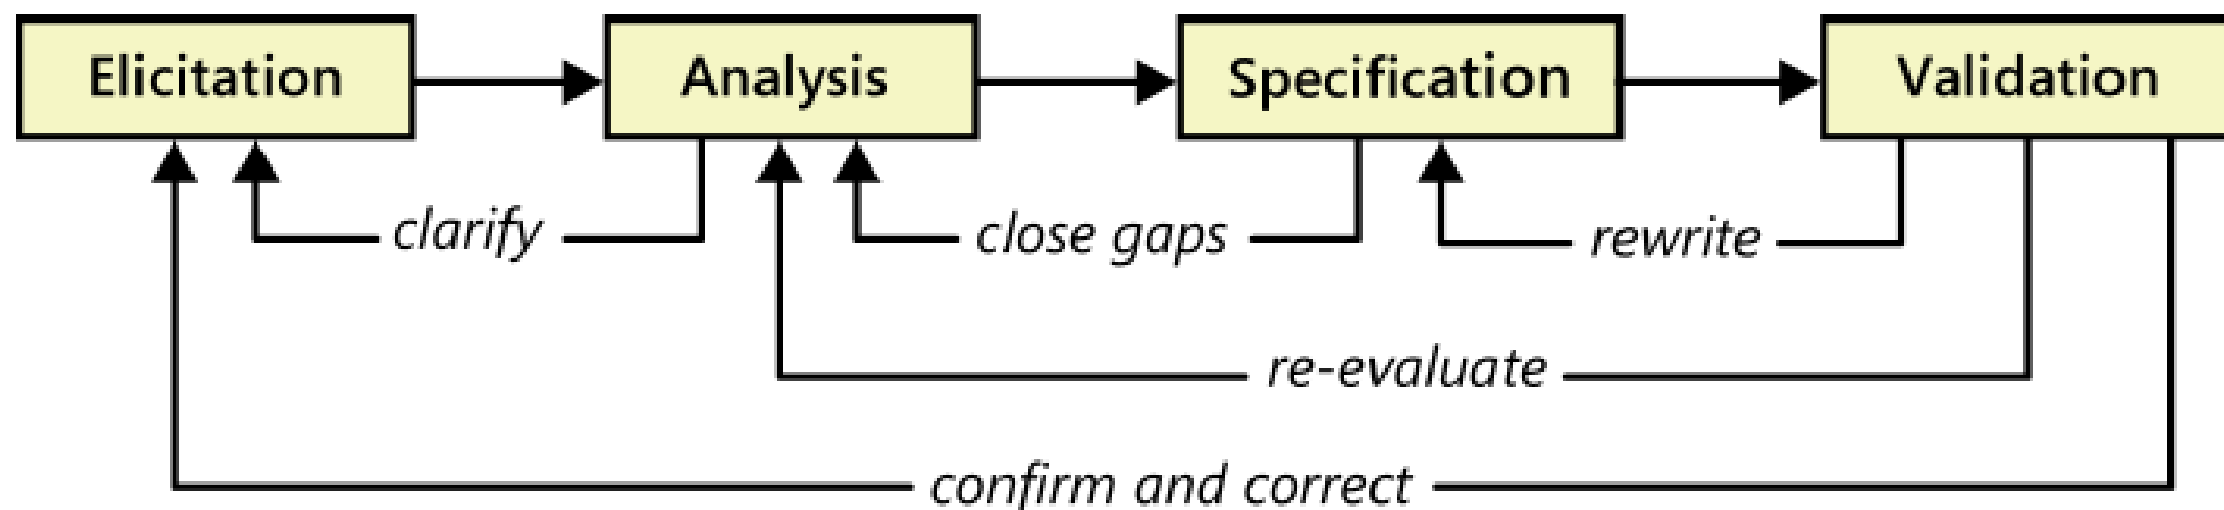 Elicitation
Analysis
Specification
Validation
clarify
close gaps
rewrite
re-evaluate
confirm and correct